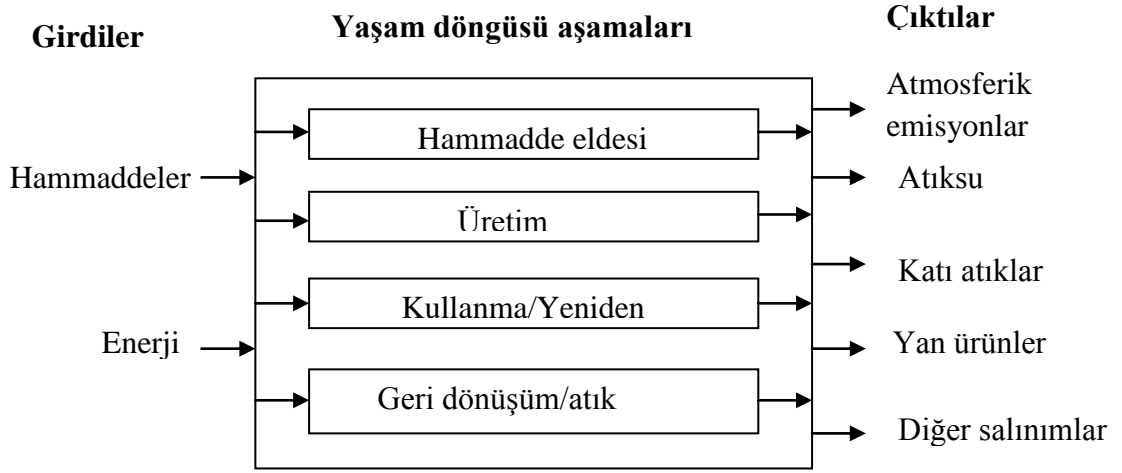 Girdiler
Yaşam döngüsü aşamaları
Çıktılar
Hammaddeler
Enerji
Hammadde eldesi
Üretim
Kullanma/Yeniden
Geri dönüşüm/atık
Atmosferik
emisyonlar
Atıksu
Katı atıklar
Yan ürünler
Diğer salınımlar